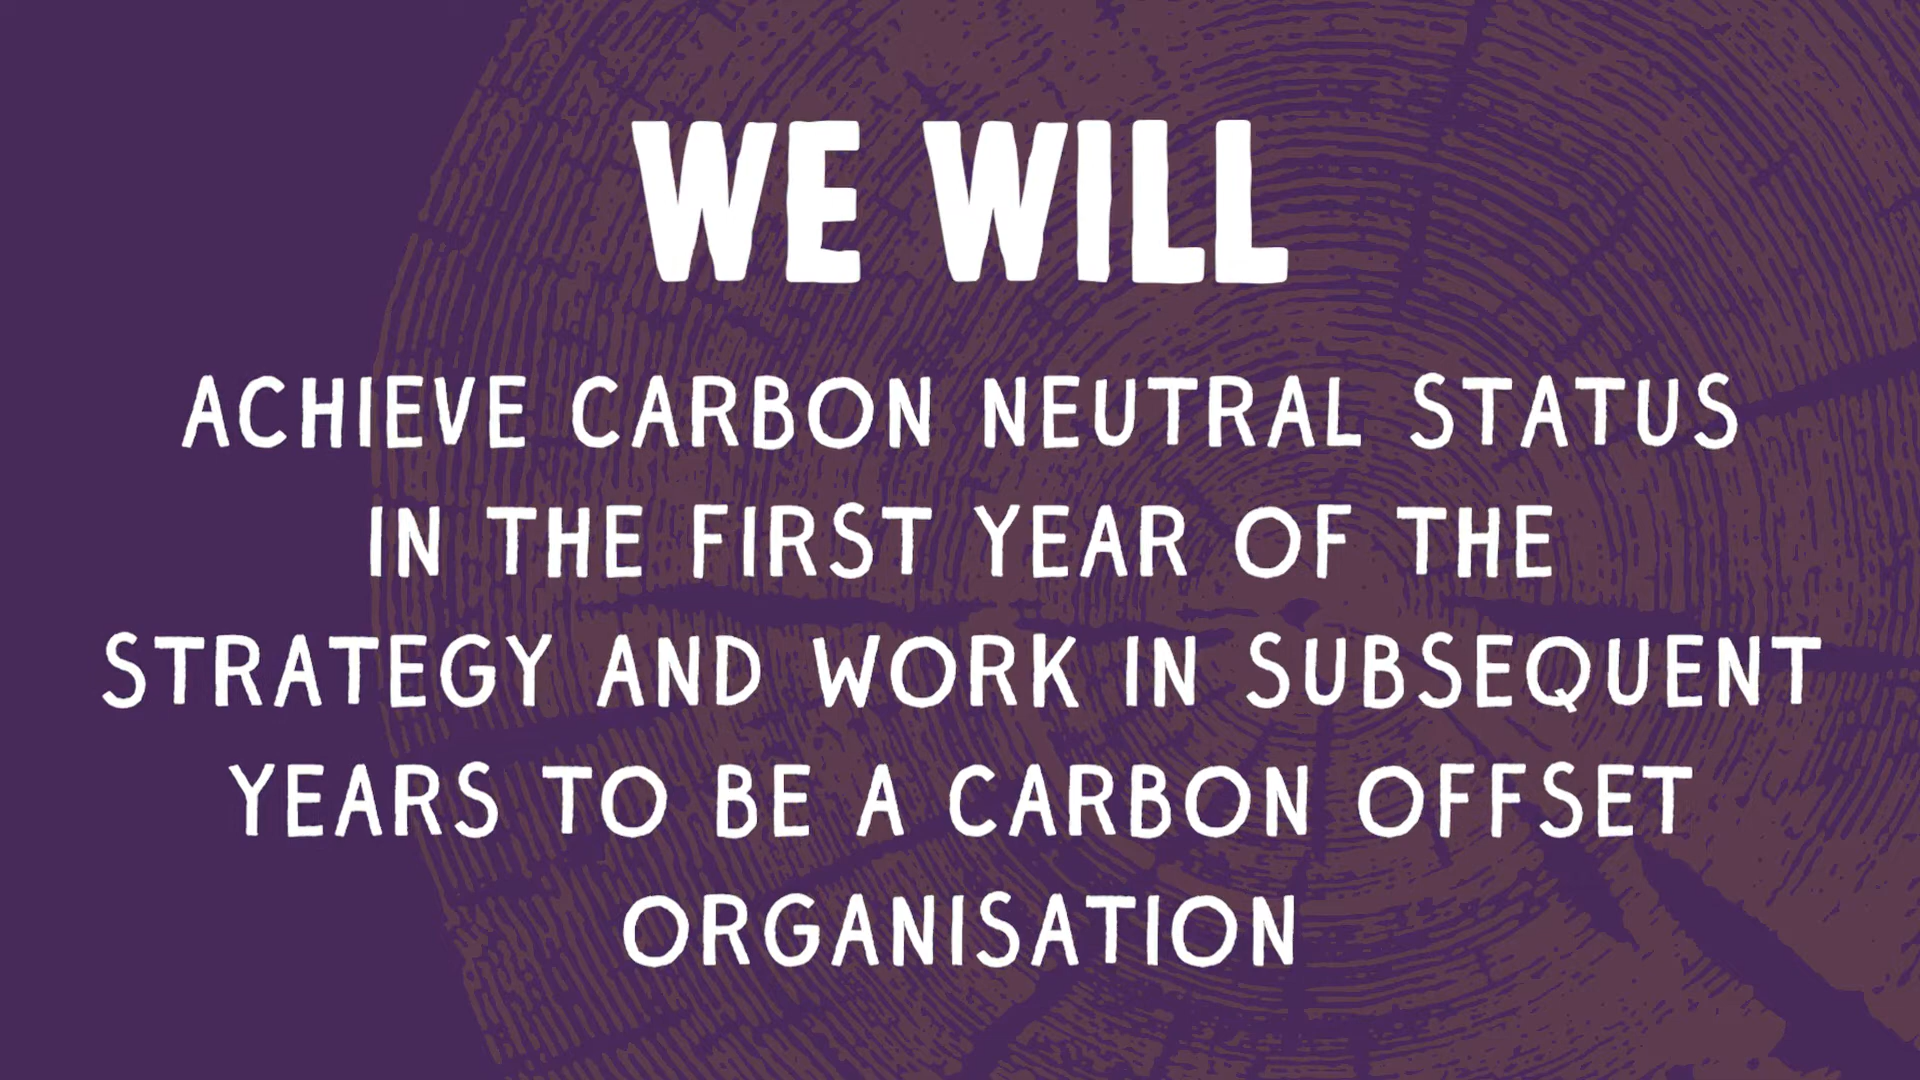 WE WILL
ACHIEVE CARBON NEUTRAL STATUS
IN THE FIRST YEAR OF THE
STRATEGY AND WORK IN SUBSEQUENT
YEARS TO BE A CARBON OFFSET
ORGANISATION